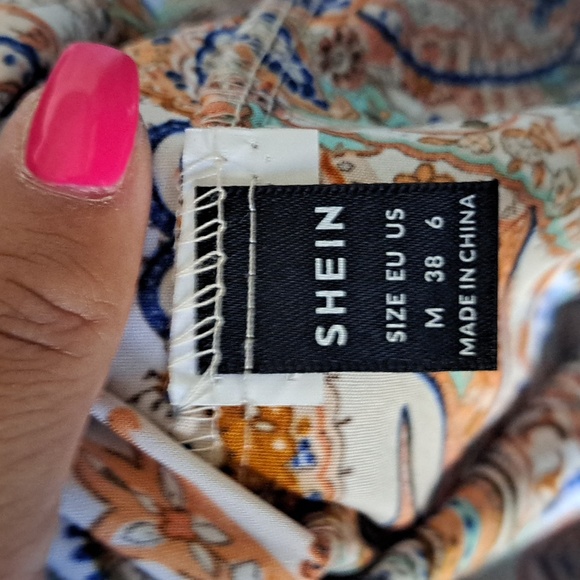 SHEIN
SIZE EU US
M 38 6
MADE IN CHINA